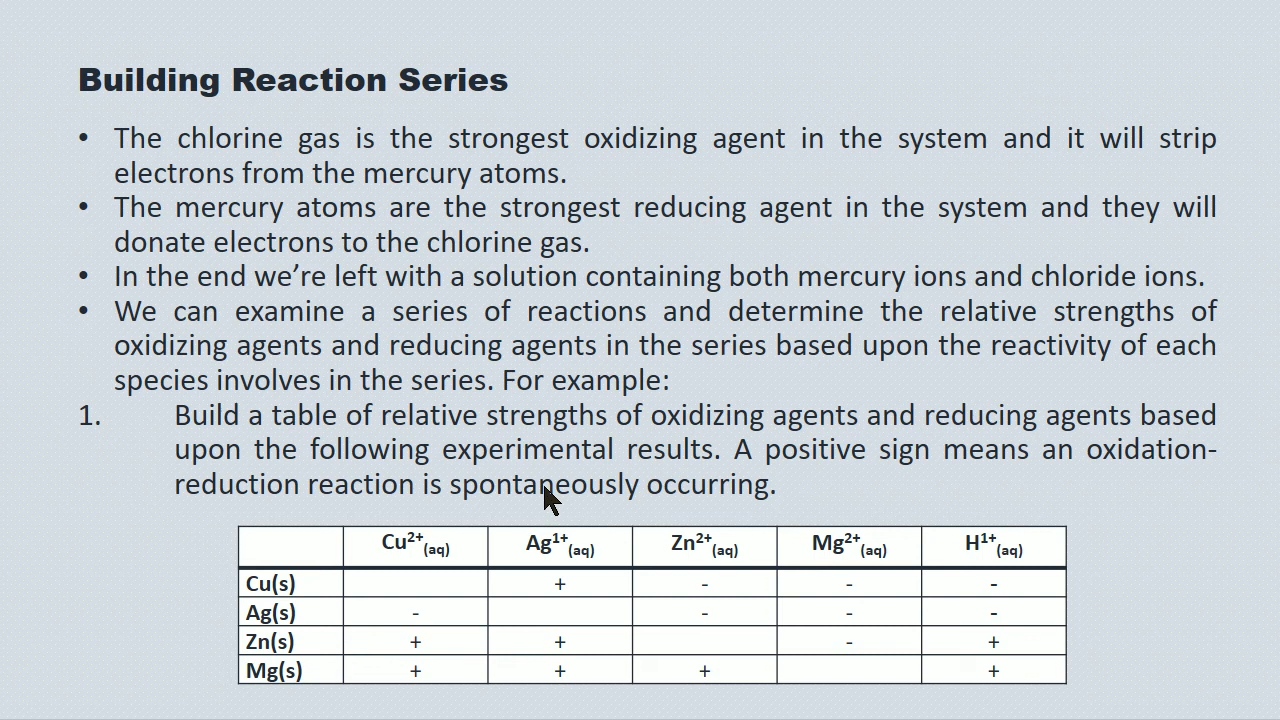 Building Reaction Series
• The chlorine gas is the strongest oxidizing agent in the system and it will strip
electrons from the mercury atoms.
• The mercury atoms are the strongest reducing agent in the system and they will
donate electrons to the chlorine gas.
• In the end we’re left with a solution containing both mercury ions and chloride ions.
• We can examine a series of reactions and determine the relative strengths of
oxidizing agents and reducing agents in the series based upon the reactivity of each
species involves in the series. For example:
1. Build a table of relative strengths of oxidizing agents and reducing agents based
upon the following experimental results. A positive sign means an oxidation-
reduction reaction is spontaneously occurring.
Cu²⁺(aq) Ag¹⁺(aq) Zn²⁺(aq) Mg²⁺(aq) H¹⁺(aq)
Cu(s) + - - -
Ag(s) - - - -
Zn(s) + + - +
Mg(s) + + + +